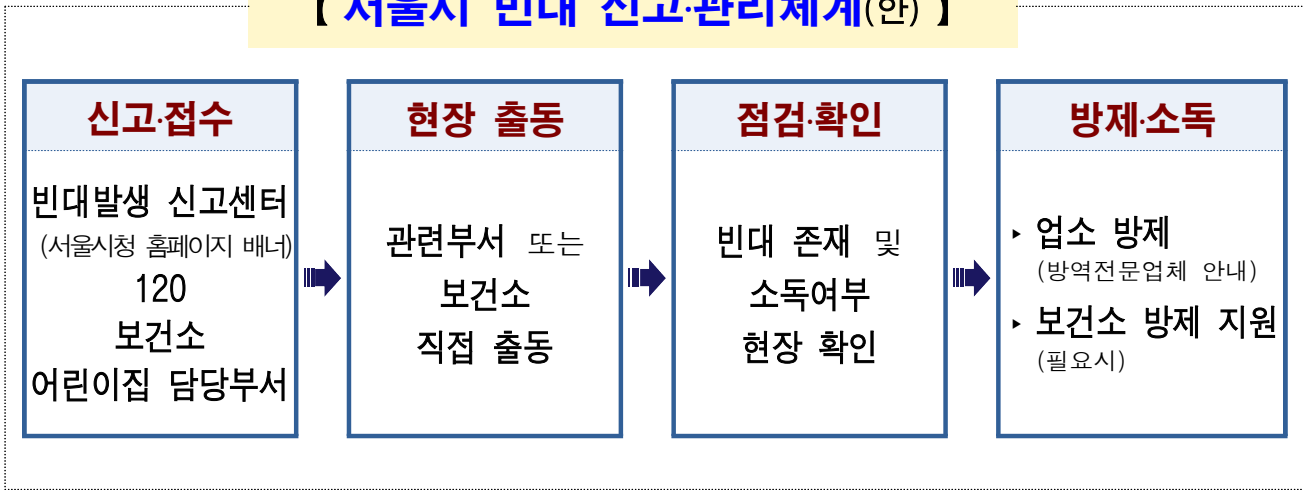 【 서울시 빈대 신고·관리체계(안) 】
신고·접수
빈대발생 신고센터
(서울시청 홈페이지 배너)
120
보건소
어린이집 담당부서
현장 출동
관련부서 또는
보건소
직접 출동
점검·확인
빈대 존재 및
소독여부
현장 확인
방제·소독
▸ 업소 방제
(방역전문업체 안내)
▸ 보건소 방제 지원
(필요시)